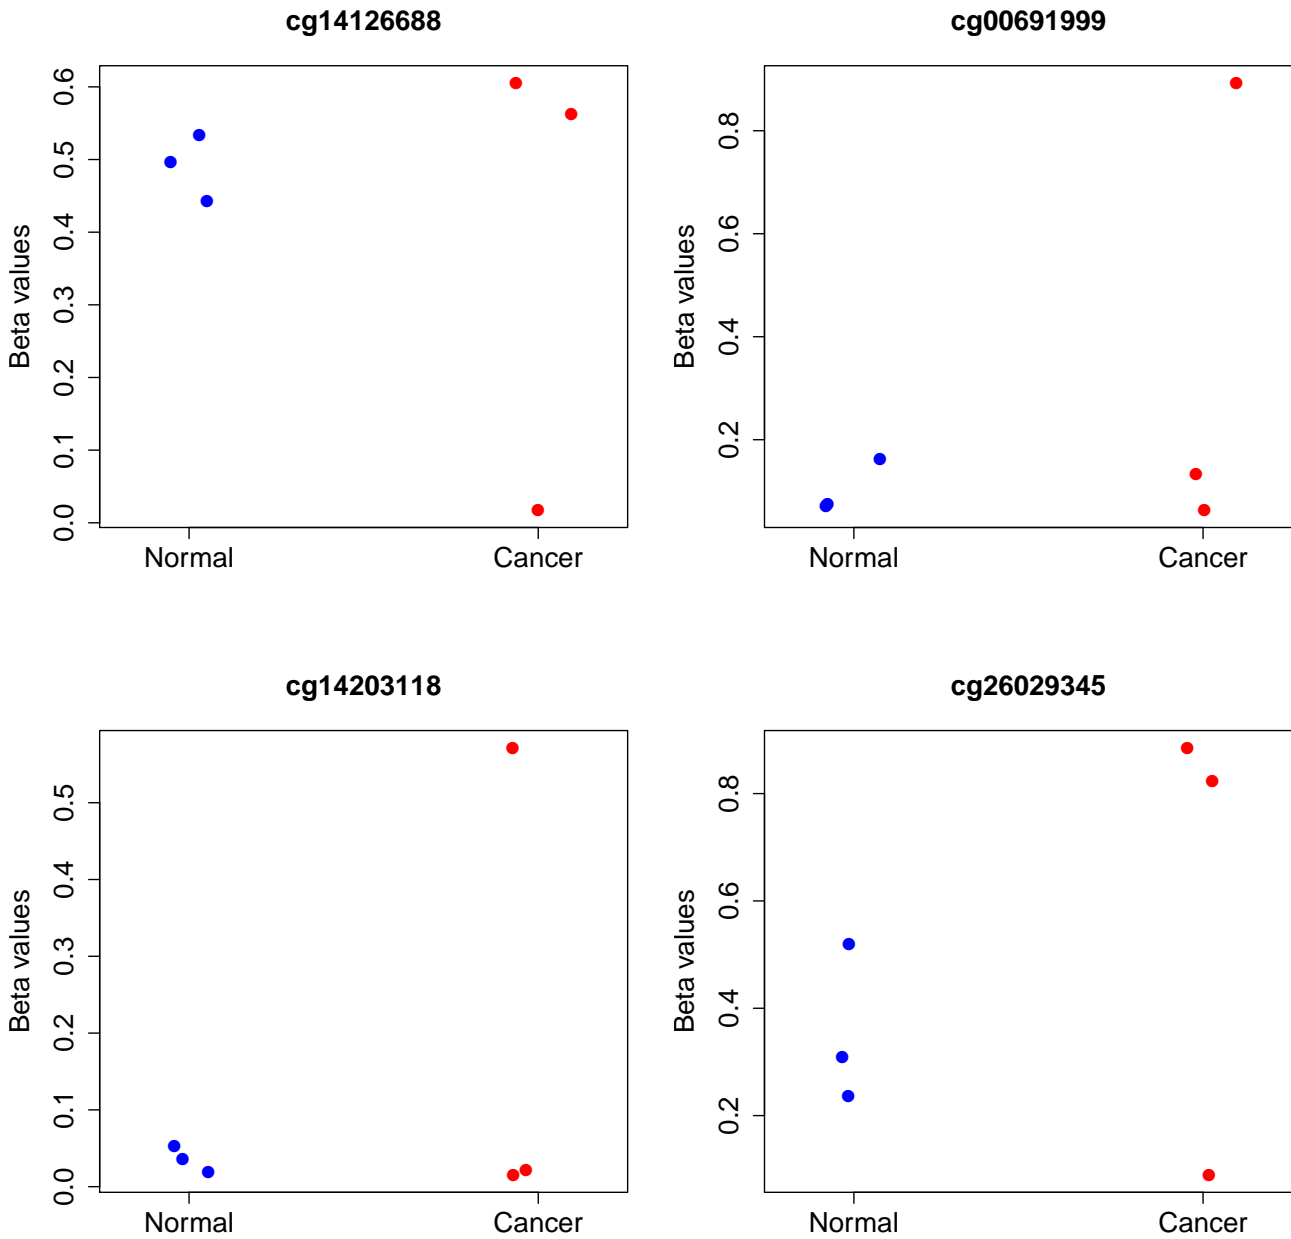 cg14126688
Beta values
0.0 0.1 0.2 0.3 0.4 0.5 0.6
Normal Cancer
cg00691999
Beta values
0.2 0.4 0.6 0.8
Normal Cancer
cg14203118
Beta values
0.0 0.1 0.2 0.3 0.4 0.5
Normal Cancer
cg26029345
Beta values
0.2 0.4 0.6 0.8
Normal Cancer